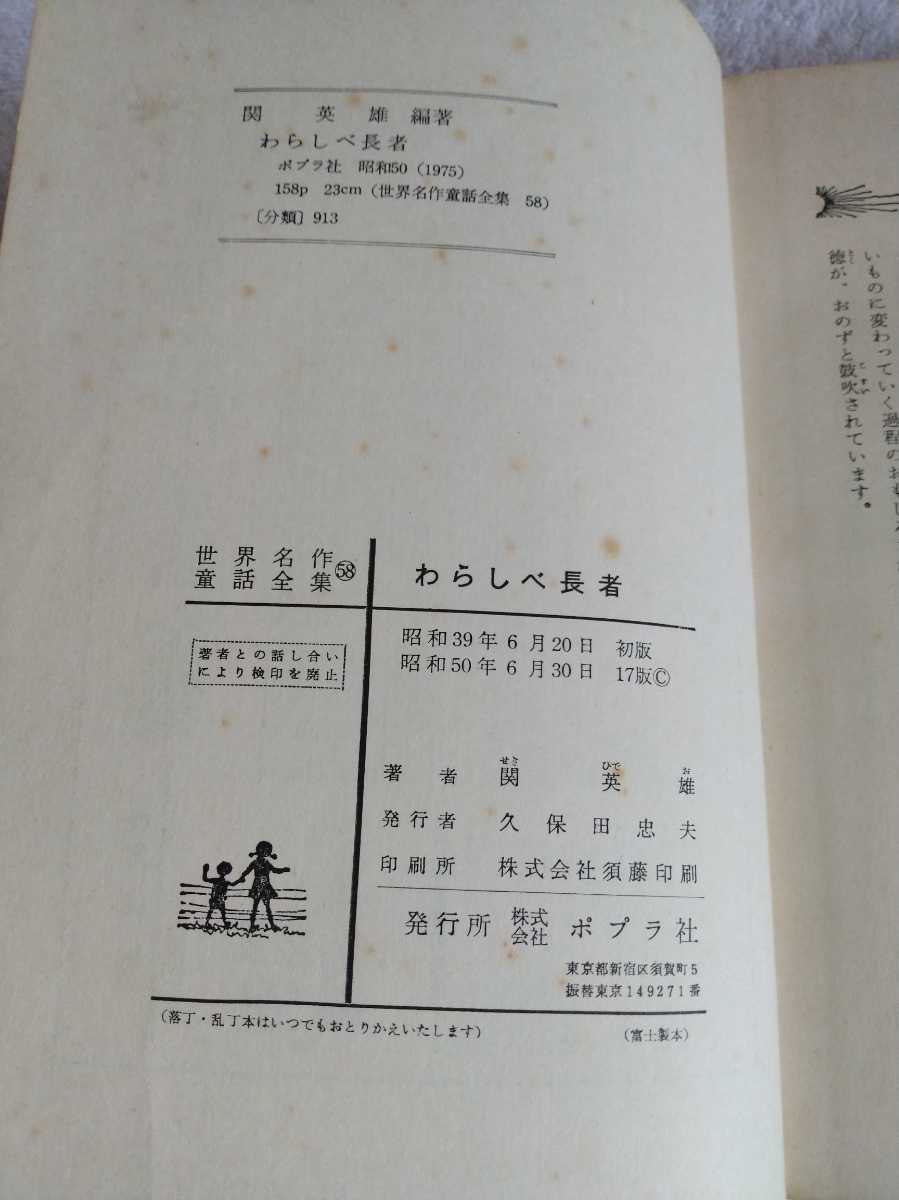 関 英雄 編著
わらしべ長者
ポプラ社 昭和50 (1975)
158p 23cm (世界名作童話全集 58)
〔分類〕 913
世界名作
童話全集 58
わらしべ長者
著者との話し合い
により検印を廃止
昭和39年6月20日 初版
昭和50年6月30日 17版Ⓒ
せき ひで お
著者 関 英 雄
発行者 久保田忠夫
印刷所 株式会社須藤印刷
発行所 株式会社 ポプラ社
東京都新宿区須賀町5
振替東京149271番
(落丁・乱丁本はいつでもおとりかえいたします)
(富士製本)
いものに変わっていく過程のおもしろ
徳が、おのずと鼓吹されています。